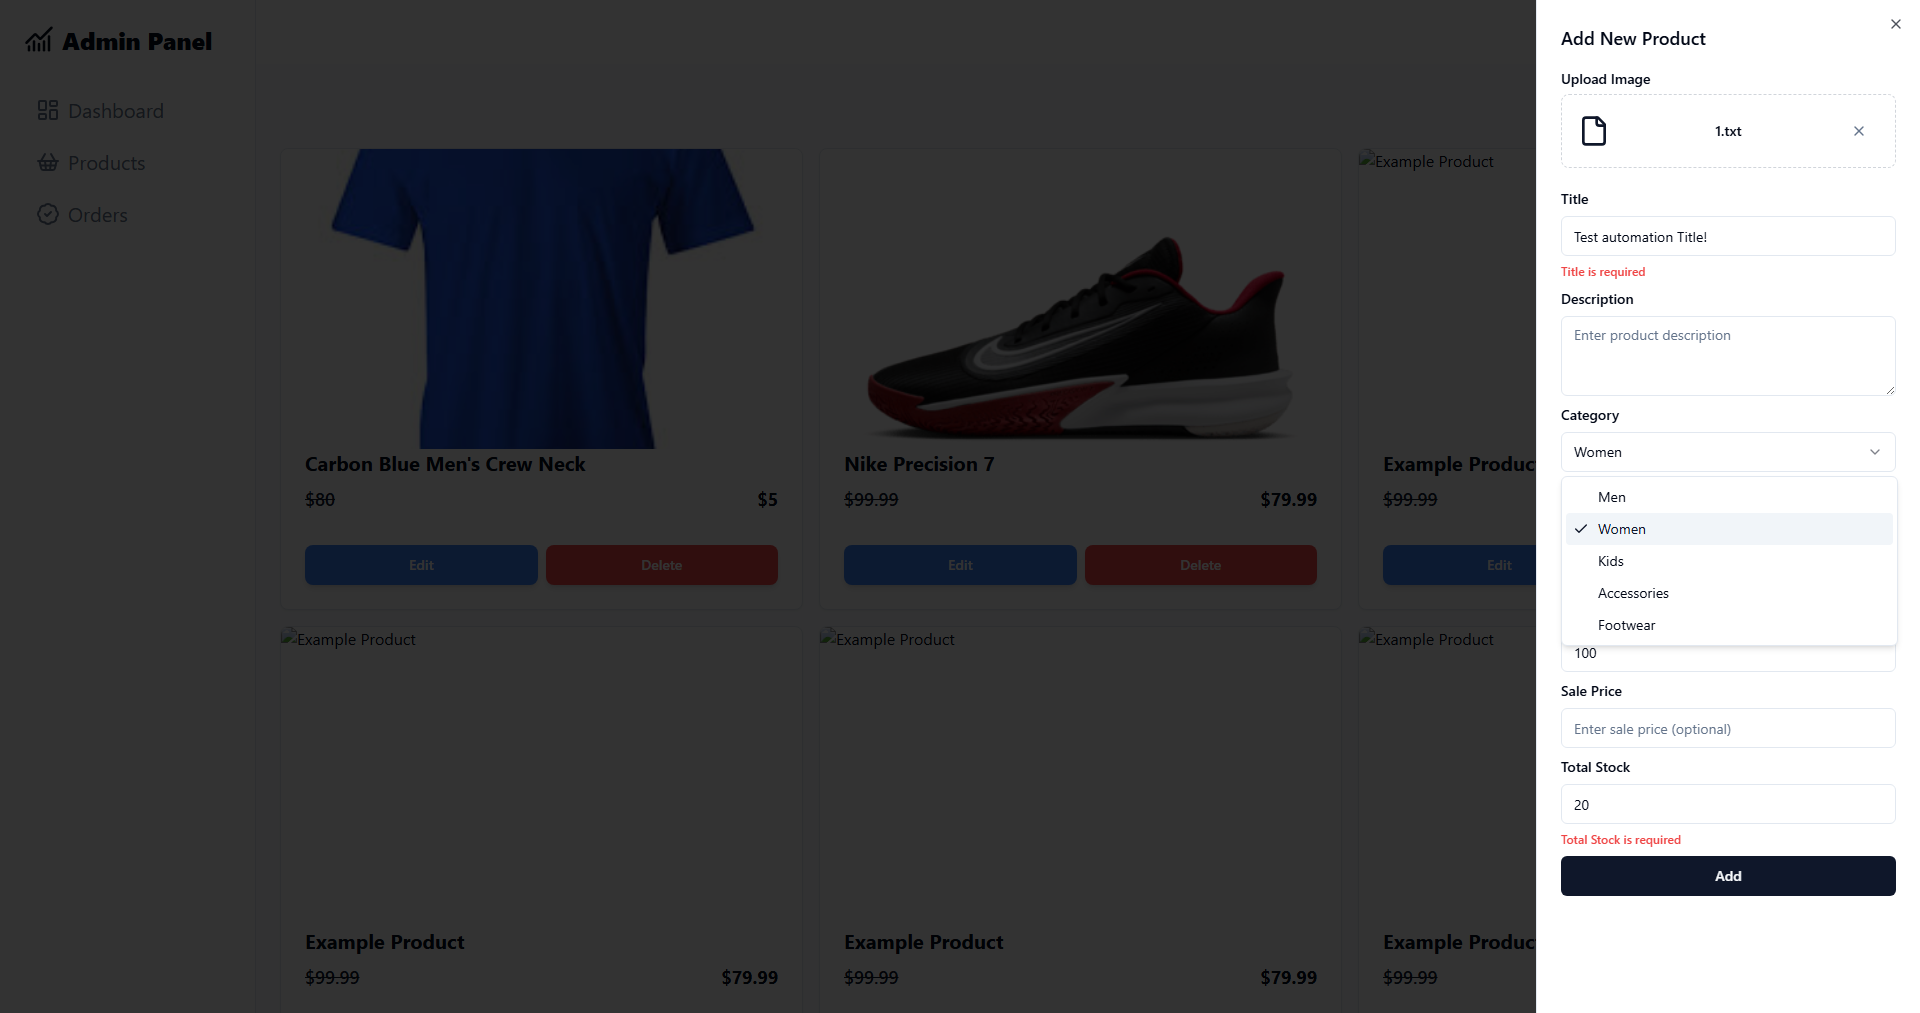 Admin Panel
Dashboard
Products
Orders
Carbon Blue Men's Crew Neck
$80 $5
Edit Delete
Nike Precision 7
$99.99 $79.99
Edit Delete
Example Product
Example Produc
$99.99
Edit
Example Product
Example Product
$99.99 $79.99
Example Product
Example Product
$99.99 $79.99
Example Product
Example Produc
$99.99
Add New Product
Upload Image
1.txt
Title
Test automation Title!
Title is required
Description
Enter product description
Category
Women
Men
Women
Kids
Accessories
Footwear
100
Sale Price
Enter sale price (optional)
Total Stock
20
Total Stock is required
Add